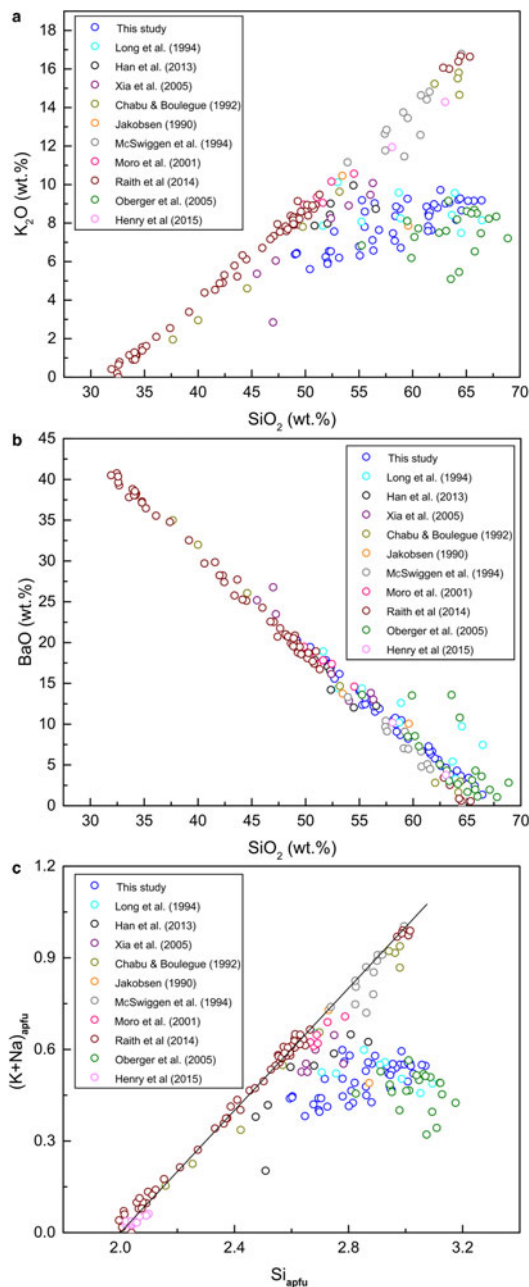 a
K2O (wt.%)
18
16
14
12
10
8
6
4
2
0
This study
Long et al. (1994)
Han et al. (2013)
Xia et al. (2005)
Chabu & Boulegue (1992)
Jakobsen (1990)
McSwiggen et al. (1994)
Moro et al. (2001)
Raith et al (2014)
Oberger et al. (2005)
Henry et al (2015)
30 35 40 45 50 55 60 65 70
SiO2 (wt.%)
b
BaO (wt.%)
45
40
35
30
25
20
15
10
5
0
This study
Long et al. (1994)
Han et al. (2013)
Xia et al. (2005)
Chabu & Boulegue (1992)
Jakobsen (1990)
McSwiggen et al. (1994)
Moro et al. (2001)
Raith et al (2014)
Oberger et al. (2005)
Henry et al (2015)
30 35 40 45 50 55 60 65 70
SiO2 (wt.%)
c
(K+Na)apfu
1.2
0.9
0.6
0.3
0.0
This study
Long et al. (1994)
Han et al. (2013)
Xia et al. (2005)
Chabu & Boulegue (1992)
Jakobsen (1990)
McSwiggen et al. (1994)
Moro et al. (2001)
Raith et al (2014)
Oberger et al. (2005)
Henry et al (2015)
2.0 2.4 2.8 3.2
Siapfu